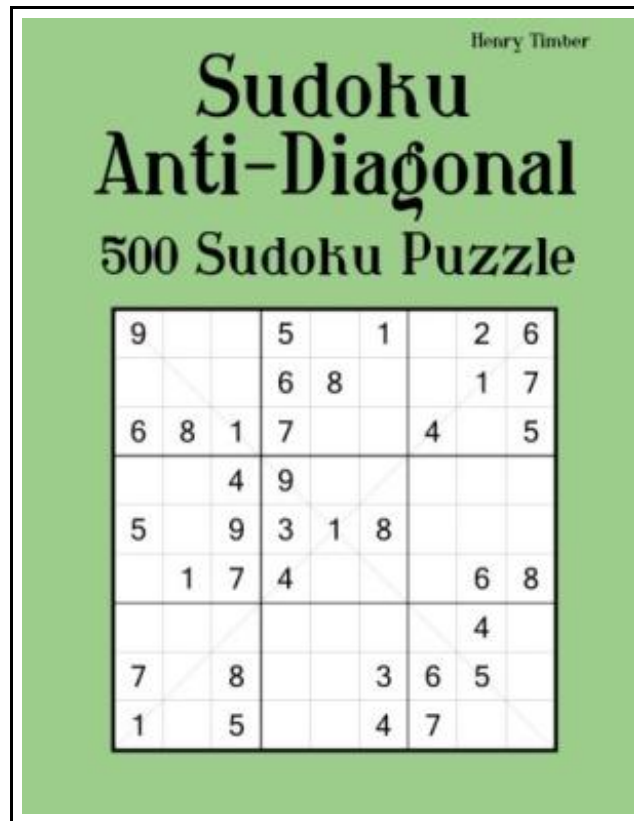 Henry Timber
Sudoku
Anti-Diagonal
500 Sudoku Puzzle
9 5 1 2 6
6 8 1 7
6 8 1 7 4 5
4 9
5 9 3 1 8
1 7 4 6 8
4
7 8 3 6 5
1 5 4 7